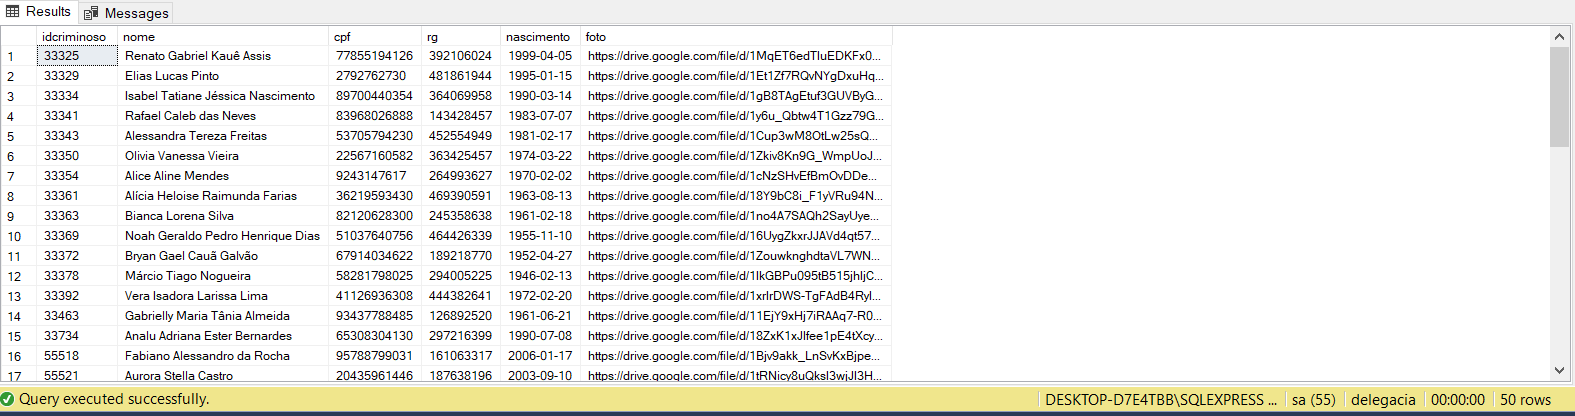 Results Messages
idcriminoso nome cpf rg nascimento foto
1 33325 Renato Gabriel Kauê Assis 77855194126 392106024 1999-04-05 https://drive.google.com/file/d/1MqET6edTluEDKFx0...
2 33329 Elias Lucas Pinto 2792762730 481861944 1995-01-15 https://drive.google.com/file/d/1Et1Zf7RQvNYgDxuHq...
3 33334 Isabel Tatiane Jéssica Nascimento 89700440354 364069958 1990-03-14 https://drive.google.com/file/d/1gB8TAgEtuf3GUVByG...
4 33341 Rafael Caleb das Neves 83968026888 143428457 1983-07-07 https://drive.google.com/file/d/1y6u_Qbtw4T1Gzz79G...
5 33343 Alessandra Tereza Freitas 53705794230 452554949 1981-02-17 https://drive.google.com/file/d/1Cup3wM8OtLw25sQ...
6 33350 Olivia Vanessa Vieira 22567160582 363425457 1974-03-22 https://drive.google.com/file/d/1Zkiv8Kn9G_WmpUoJ...
7 33354 Alice Aline Mendes 9243147617 264993627 1970-02-02 https://drive.google.com/file/d/1cNzSHvEfBmOvDDe...
8 33361 Alícia Heloise Raimunda Farias 36219593430 469390591 1963-08-13 https://drive.google.com/file/d/18Y9bC8i_F1yVRu94N...
9 33363 Bianca Lorena Silva 82120628300 245358638 1961-02-18 https://drive.google.com/file/d/1no4A7SAQh2SayUye...
10 33369 Noah Geraldo Pedro Henrique Dias 51037640756 464426339 1955-11-10 https://drive.google.com/file/d/16UygZkxrJJAVd4qt57...
11 33372 Bryan Gael Cauã Galvão 67914034622 189218770 1952-04-27 https://drive.google.com/file/d/1ZouwknghdtaVL7WN...
12 33378 Márcio Tiago Nogueira 58281798025 294005225 1946-02-13 https://drive.google.com/file/d/1IkGBPu095tB515jhIjC...
13 33392 Vera Isadora Larissa Lima 41126936308 444382641 1972-02-20 https://drive.google.com/file/d/1xrlrDWS-TgFAdB4Ryl...
14 33463 Gabrielly Maria Tânia Almeida 93437788485 126892520 1961-06-21 https://drive.google.com/file/d/11EjY9xHj7iRAAq7-R0...
15 33734 Analu Adriana Ester Bernardes 65308304130 297216399 1990-07-08 https://drive.google.com/file/d/18ZxK1xJlfee1pE4tXcy...
16 55518 Fabiano Alessandro da Rocha 95788799031 161063317 2006-01-17 https://drive.google.com/file/d/1Bjv9akk_LnSvKxBjpe...
17 55521 Aurora Stella Castro 20435961446 187638196 2003-09-10 https://drive.google.com/file/d/1tRNicy8uQksI3wjJI3H...
Query executed successfully. DESKTOP-D7E4TBB\SQLEXPRESS ... sa (55) delegacia 00:00:00 50 rows